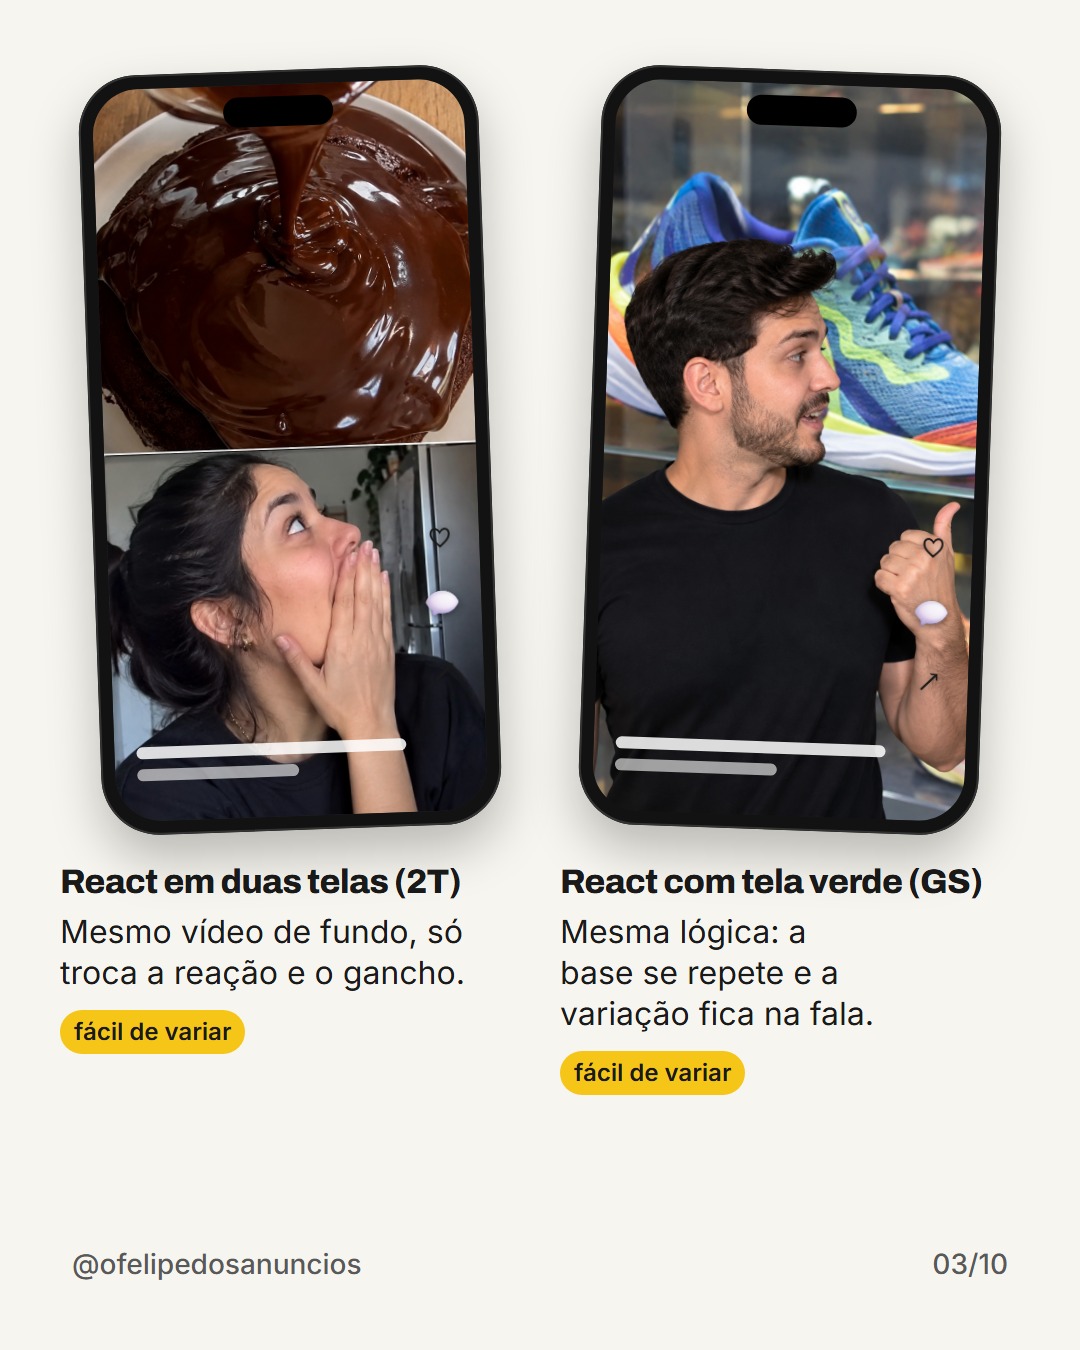 React em duas telas (2T)
Mesmo vídeo de fundo, só
troca a reação e o gancho.
fácil de variar
React com tela verde (GS)
Mesma lógica: a
base se repete e a
variação fica na fala.
fácil de variar
@ofelipedosanuncios
03/10